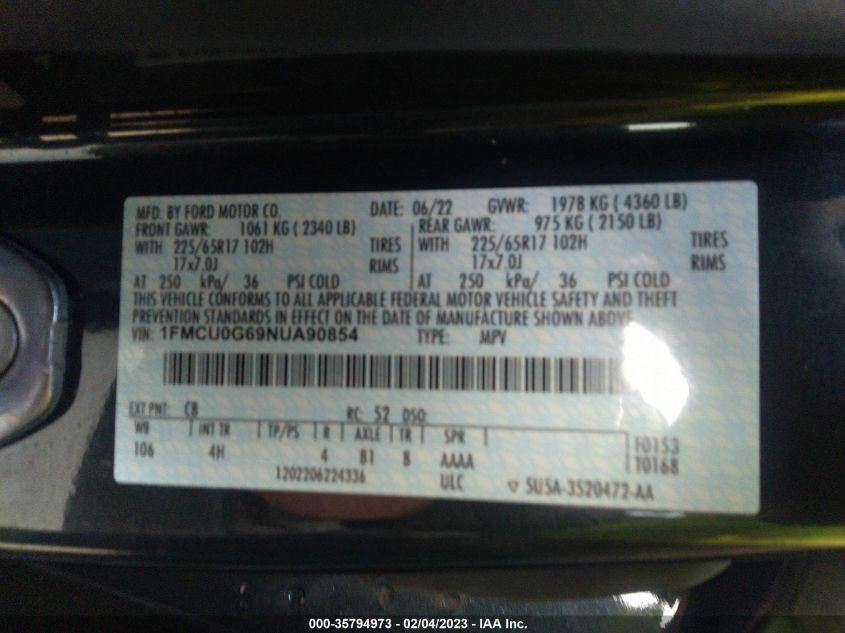 MFD. BY FORD MOTOR CO. DATE: 06/22 GVWR: 1978 KG ( 4360 LB)
FRONT GAWR: 1061 KG ( 2340 LB) REAR GAWR: 975 KG ( 2150 LB)
WITH 225/65R17 102H TIRES WITH 225/65R17 102H TIRES
17x7.0J RIMS 17x7.0J RIMS
AT 250 kPa/ 36 PSI COLD AT 250 kPa/ 36 PSI COLD
THIS VEHICLE CONFORMS TO ALL APPLICABLE FEDERAL MOTOR VEHICLE SAFETY AND THEFT
PREVENTION STANDARDS IN EFFECT ON THE DATE OF MANUFACTURE SHOWN ABOVE.
VIN: 1FMCU0G69NUA90854 TYPE: MPV
EXT PNT: C8 RC: 52 DSO:
WB INT TR TP/PS R AXLE TR SPR F0153
106 4H 4 B1 8 AAAA T0168
1202206224336 ULC ▽ SU5A-3520472-AA
000-35794973 - 02/04/2023 - IAA Inc.